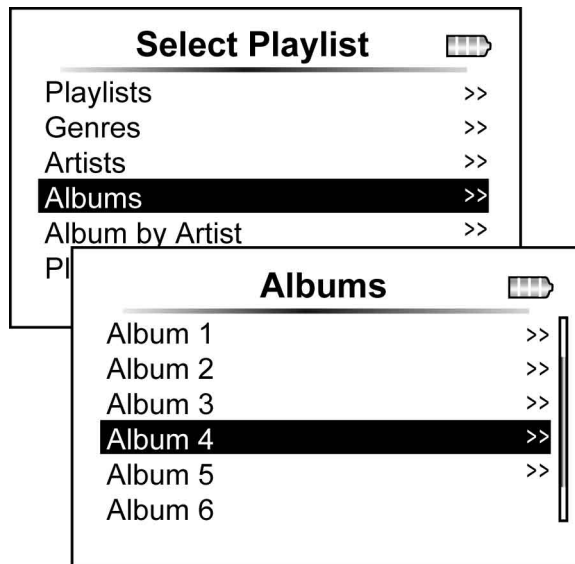 Select Playlist
Playlists >>
Genres >>
Artists >>
Albums >>
Album by Artist >>
Pl
Albums
Album 1 >>
Album 2 >>
Album 3 >>
Album 4 >>
Album 5 >>
Album 6